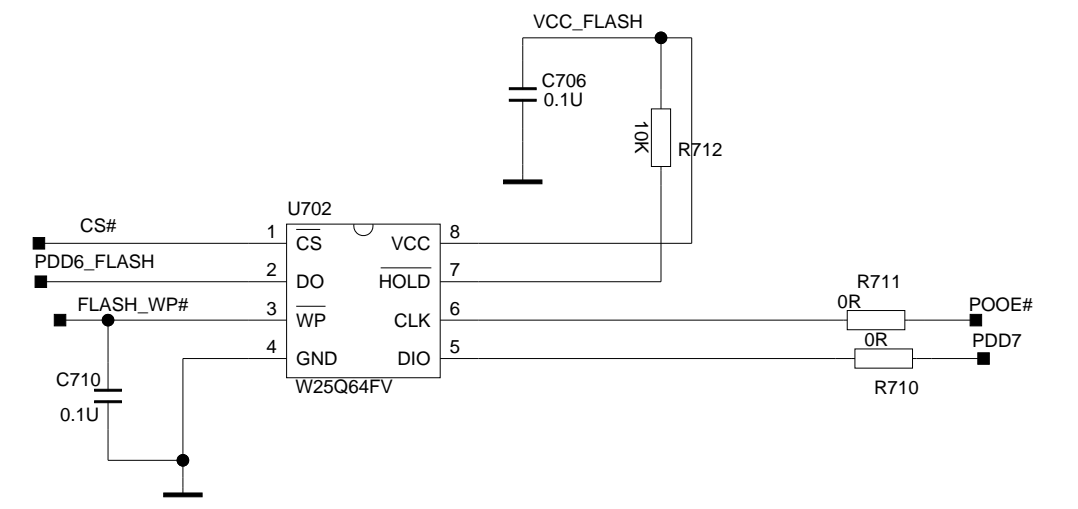 VCC_FLASH
C706
0.1U
10K
R712
U702
CS#
1
CS
VCC
8
PDD6_FLASH
2
DO
HOLD
7
R711
0R
POOE#
FLASH_WP#
3
WP
CLK
6
0R
PDD7
4
GND
DIO
5
R710
W25Q64FV
C710
0.1U